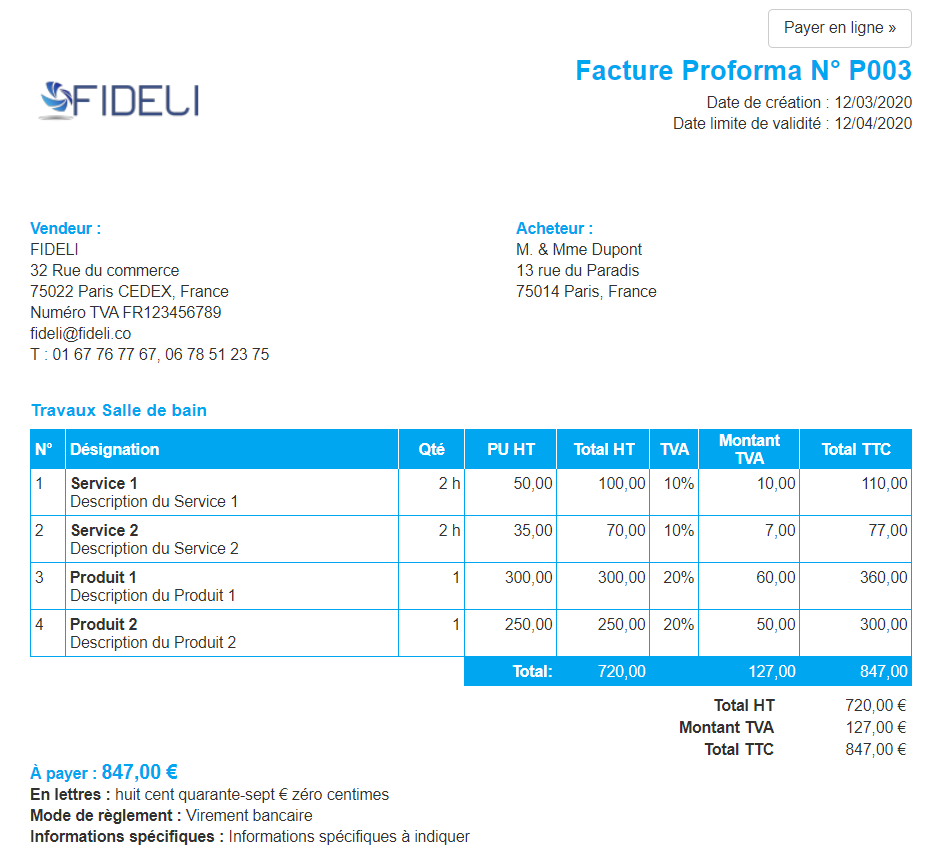 Payer en ligne »
FIDELI
Facture Proforma N° P003
Date de création : 12/03/2020
Date limite de validité : 12/04/2020
Vendeur :
FIDELI
32 Rue du commerce
75022 Paris CEDEX, France
Numéro TVA FR123456789
fideli@fideli.co
T : 01 67 76 77 67, 06 78 51 23 75
Acheteur :
M. & Mme Dupont
13 rue du Paradis
75014 Paris, France
Travaux Salle de bain
N° Désignation Qté PU HT Total HT TVA Montant TVA Total TTC
1 Service 1 2 h 50,00 100,00 10% 10,00 110,00
Description du Service 1
2 Service 2 2 h 35,00 70,00 10% 7,00 77,00
Description du Service 2
3 Produit 1 1 300,00 300,00 20% 60,00 360,00
Description du Produit 1
4 Produit 2 1 250,00 250,00 20% 50,00 300,00
Description du Produit 2
Total: 720,00 127,00 847,00
Total HT 720,00 €
Montant TVA 127,00 €
Total TTC 847,00 €
À payer : 847,00 €
En lettres : huit cent quarante-sept € zéro centimes
Mode de règlement : Virement bancaire
Informations spécifiques : Informations spécifiques à indiquer